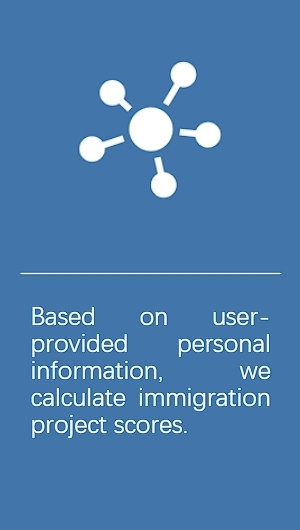 Based on user-
provided personal
information, we
calculate immigration
project scores.